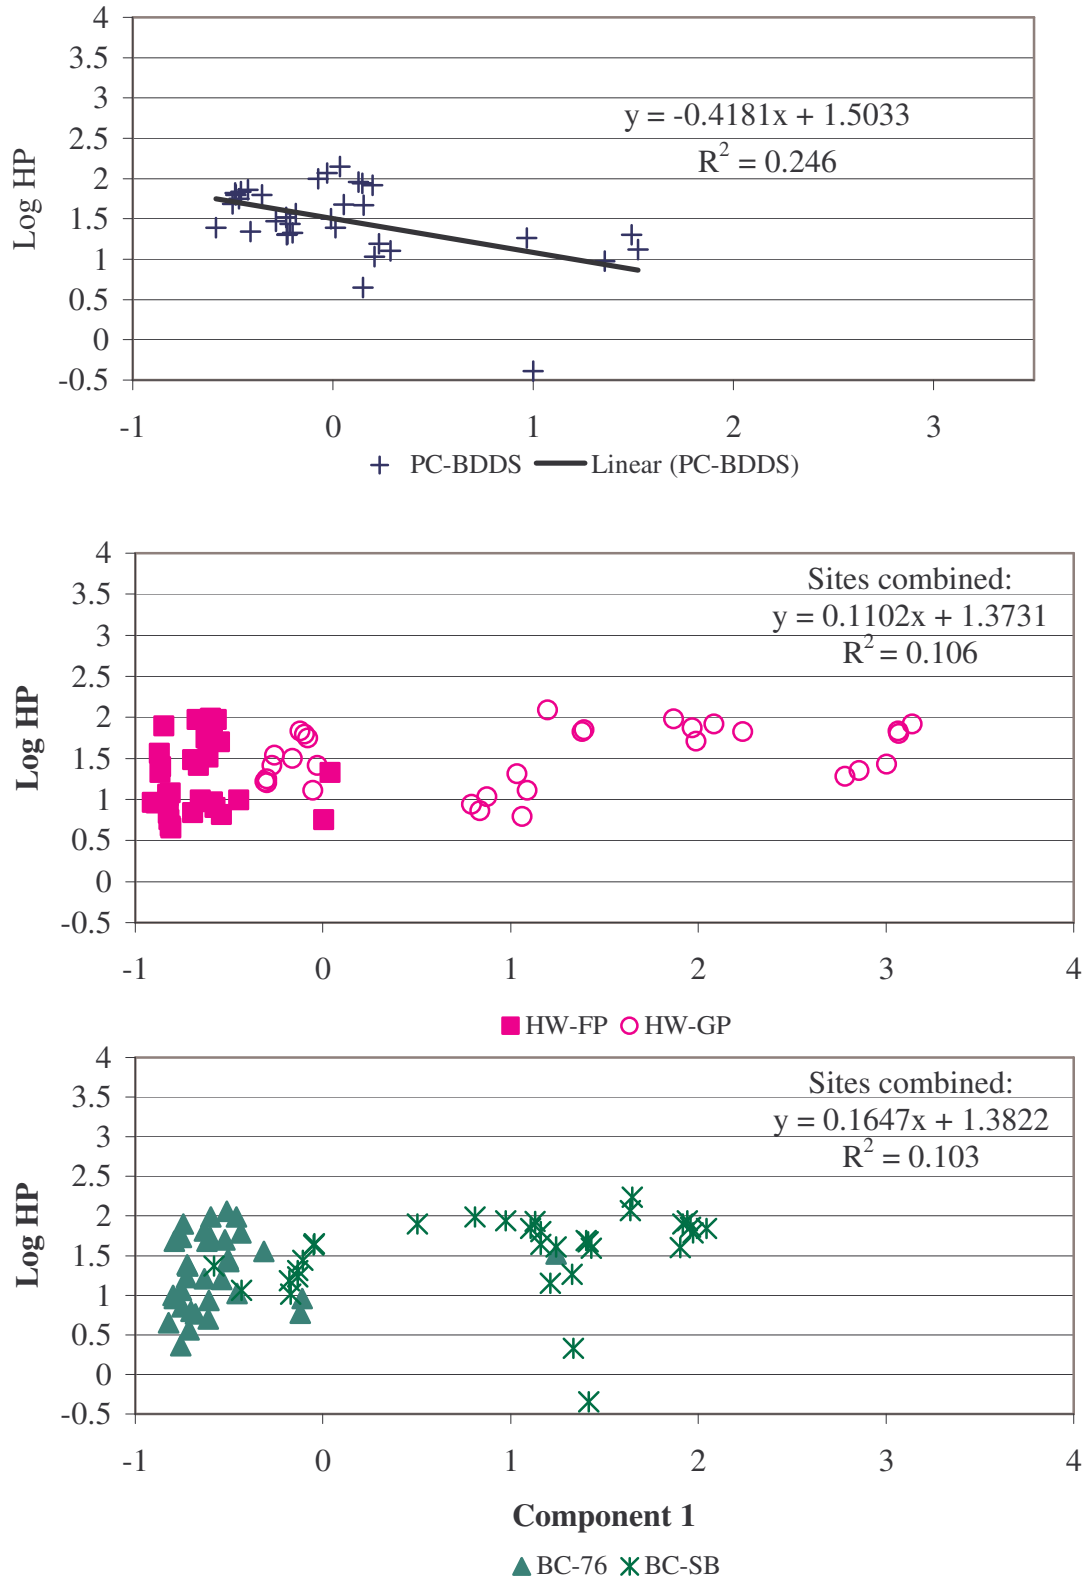 4
3.5
3
2.5
2
1.5
1
0.5
0
-0.5
Log HP
y = -0.4181x + 1.5033
R² = 0.246
-1 0 1 2 3
PC-BDDS Linear (PC-BDDS)
4
3.5
3
2.5
2
1.5
1
0.5
0
-0.5
Log HP
Sites combined:
y = 0.1102x + 1.3731
R² = 0.106
-1 0 1 2 3 4
HW-FP HW-GP
4
3.5
3
2.5
2
1.5
1
0.5
0
-0.5
Log HP
Sites combined:
y = 0.1647x + 1.3822
R² = 0.103
-1 0 1 2 3 4
Component 1
BC-76 BC-SB